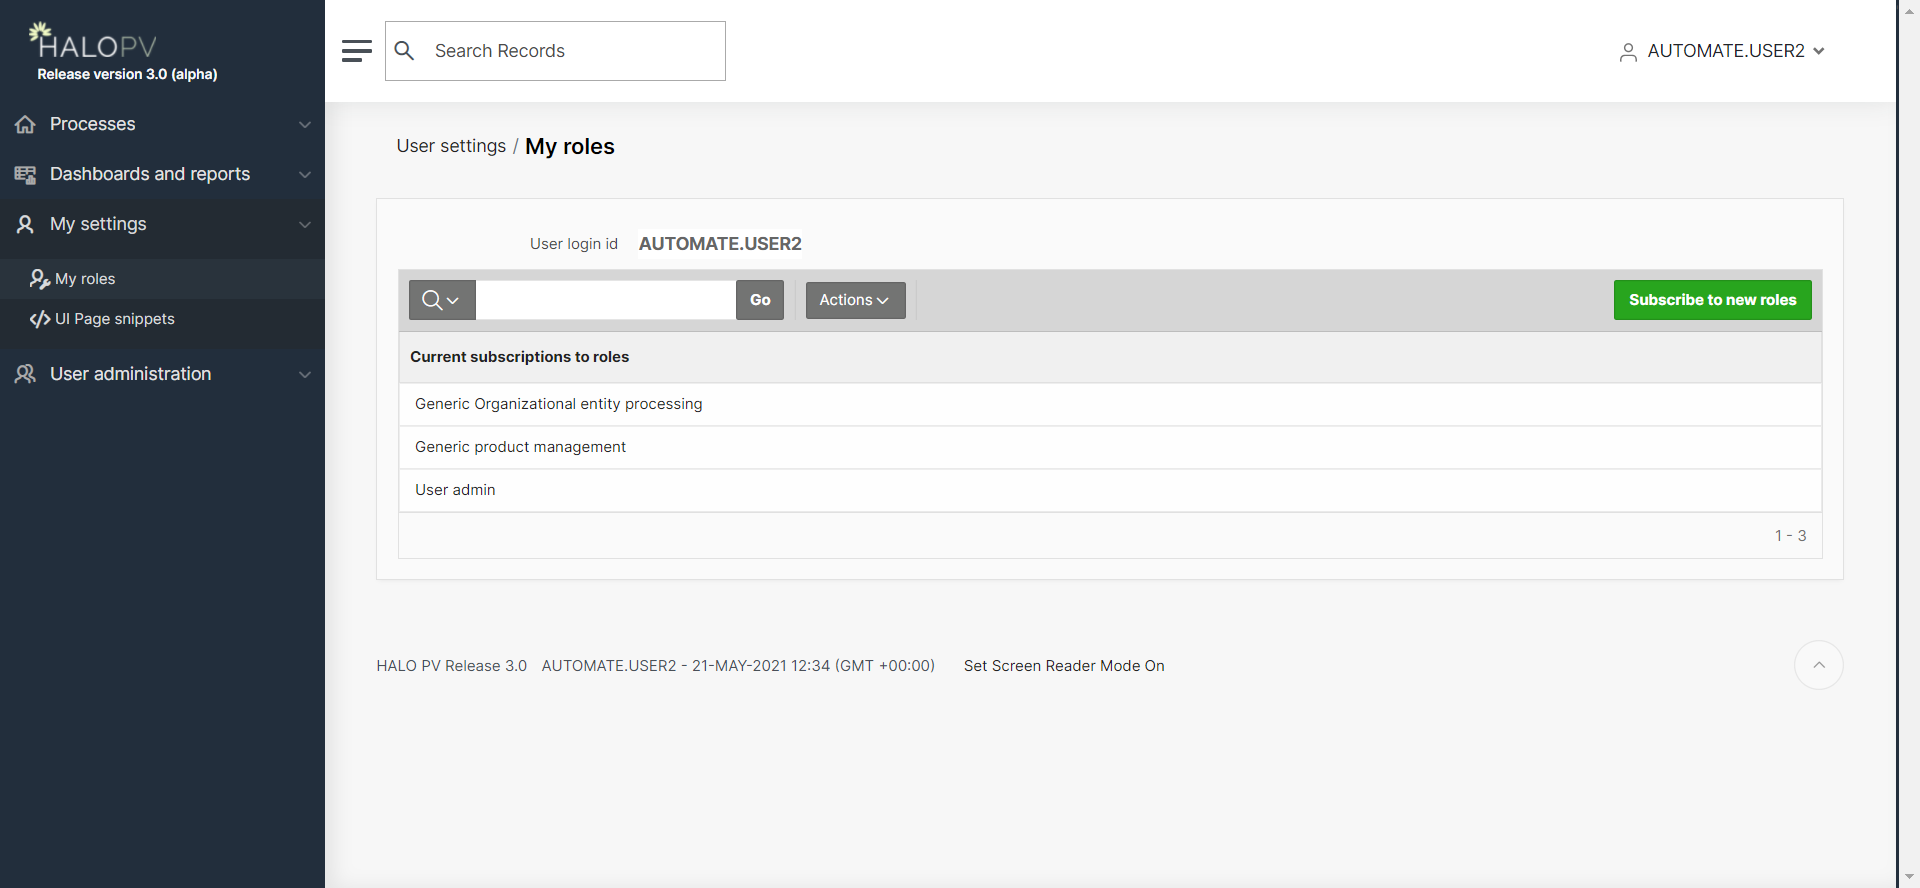 HALOPV
Release version 3.0 (alpha)
Search Records
AUTOMATE.USER2
Processes
Dashboards and reports
My settings
My roles
UI Page snippets
User administration
User settings / My roles
User login id AUTOMATE.USER2
Go
Actions
Subscribe to new roles
Current subscriptions to roles
Generic Organizational entity processing
Generic product management
User admin
1 - 3
HALO PV Release 3.0 AUTOMATE.USER2 - 21-MAY-2021 12:34 (GMT +00:00) Set Screen Reader Mode On